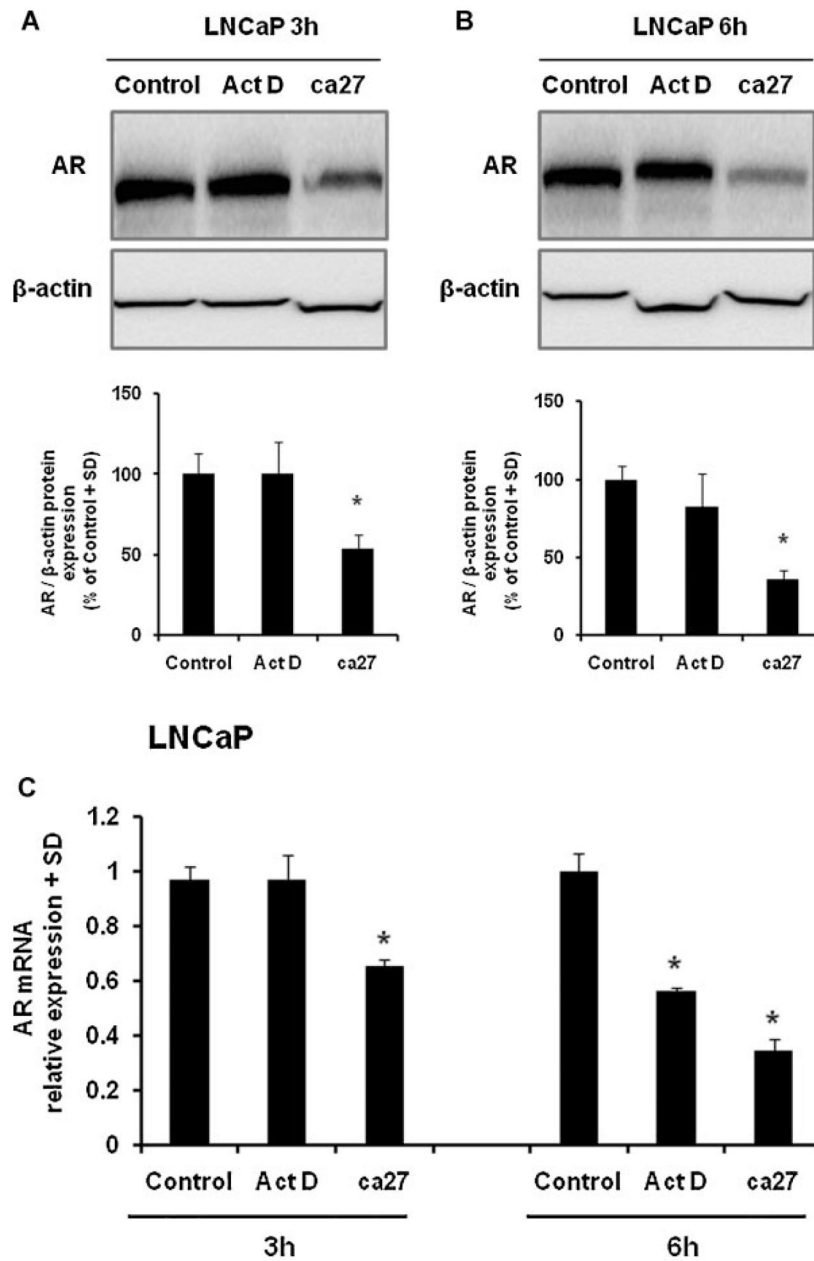 A
LNCaP 3h
Control Act D ca27
AR
β-actin
150
100
50
0
AR / β-actin protein
expression
(% of Control + SD)
*
Control Act D ca27
B
LNCaP 6h
Control Act D ca27
AR
β-actin
150
100
50
0
AR / β-actin protein
expression
(% of Control + SD)
*
Control Act D ca27
LNCaP
C
1.2
1
0.8
0.6
0.4
0.2
0
AR mRNA
relative expression + SD
*
*
*
Control Act D ca27 Control Act D ca27
3h 6h